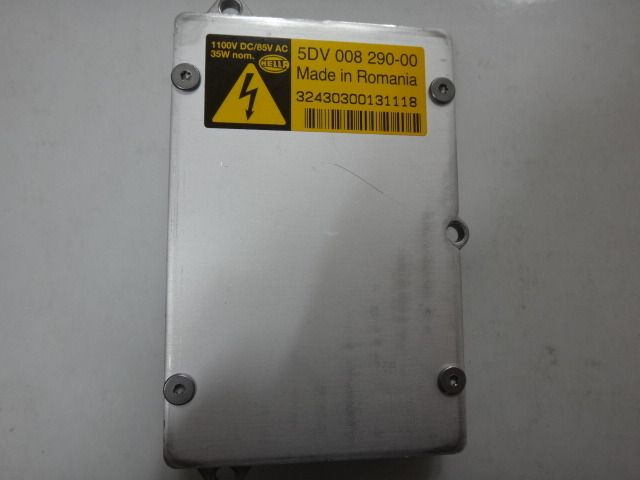 1100V DC/85V AC
35W nom.
HELLA
5DV 008 290-00
Made in Romania
32430300131118